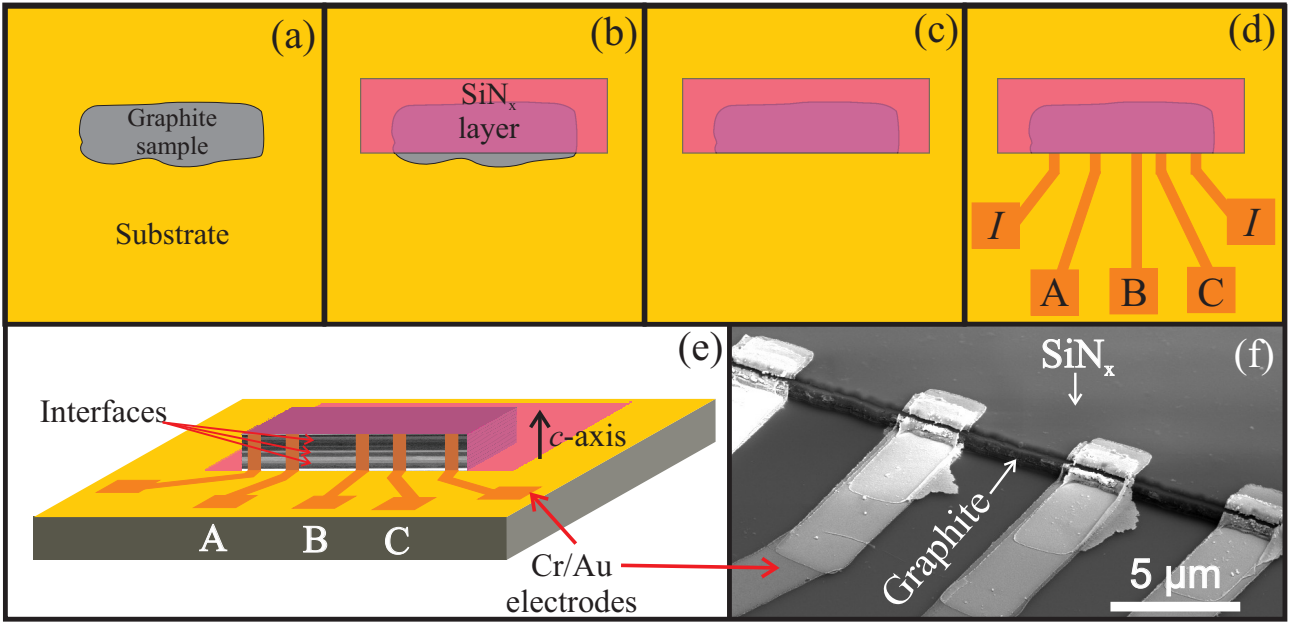 (a)
Graphite
sample
Substrate
(b)
SiNₓ
layer
(c)
(d)
I
I
A
B
C
(e)
Interfaces
c-axis
A
B
C
Cr/Au
electrodes
(f)
SiNₓ
Graphite
5 μm